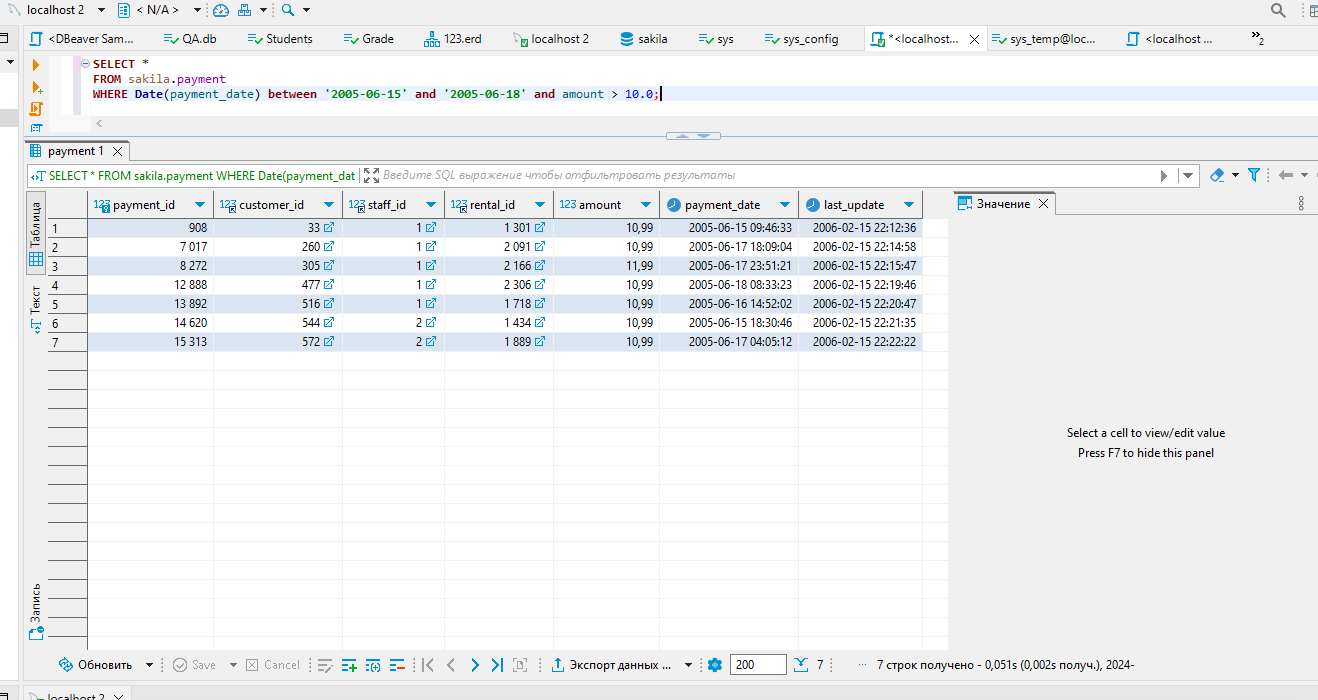 localhost 2 < N/A >
<DBeaver Sam... QA.db Students Grade 123.erd localhost 2 sakila sys sys_config *<localhost... sys_temp@loc... <localhost ... »2
SELECT *
FROM sakila.payment
WHERE Date(payment_date) between '2005-06-15' and '2005-06-18' and amount > 10.0;
payment 1
SELECT * FROM sakila.payment WHERE Date(payment_dat Введите SQL выражение чтобы отфильтровать результаты
Таблица
Текст
Запись
123 payment_id 123 customer_id 123 staff_id 123 rental_id 123 amount payment_date last_update
1 908 33 1 1 301 10,99 2005-06-15 09:46:33 2006-02-15 22:12:36
2 7 017 260 1 2 091 10,99 2005-06-17 18:09:04 2006-02-15 22:14:58
3 8 272 305 1 2 166 11,99 2005-06-17 23:51:21 2006-02-15 22:15:47
4 12 888 477 1 2 306 10,99 2005-06-18 08:33:23 2006-02-15 22:19:46
5 13 892 516 1 1 718 10,99 2005-06-16 14:52:02 2006-02-15 22:20:47
6 14 620 544 2 1 434 10,99 2005-06-15 18:30:46 2006-02-15 22:21:35
7 15 313 572 2 1 889 10,99 2005-06-17 04:05:12 2006-02-15 22:22:22
Значение
Select a cell to view/edit value
Press F7 to hide this panel
Обновить Save Cancel Экспорт данных ... 200 7 ... 7 строк получено - 0,051s (0,002s получ.), 2024-
localhost 2